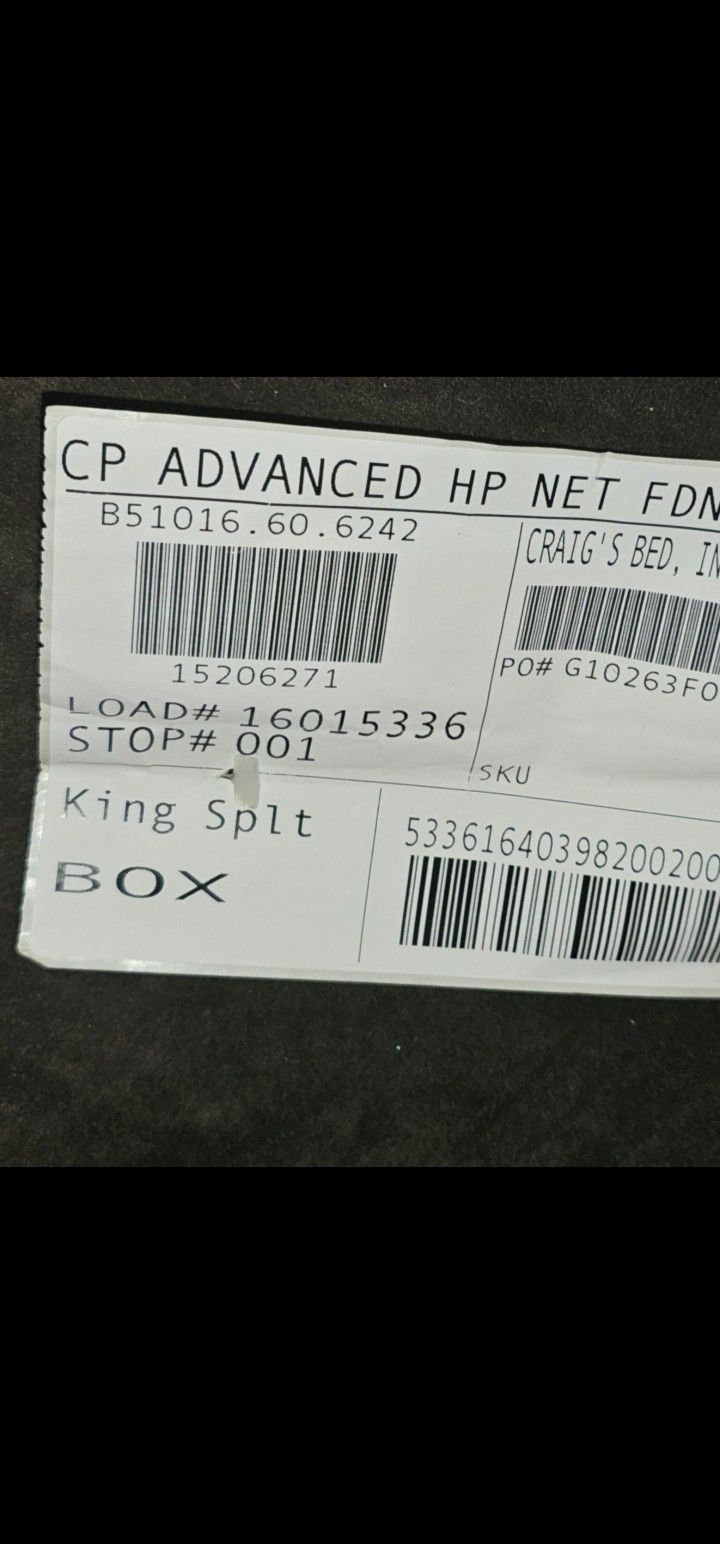 CP ADVANCED HP NET FDN
B51016.60.6242
15206271
LOAD# 16015336
STOP# 001
CRAIG'S BED, IN
PO# G10263F0
SKU
King Splt
BOX
53361640398200200